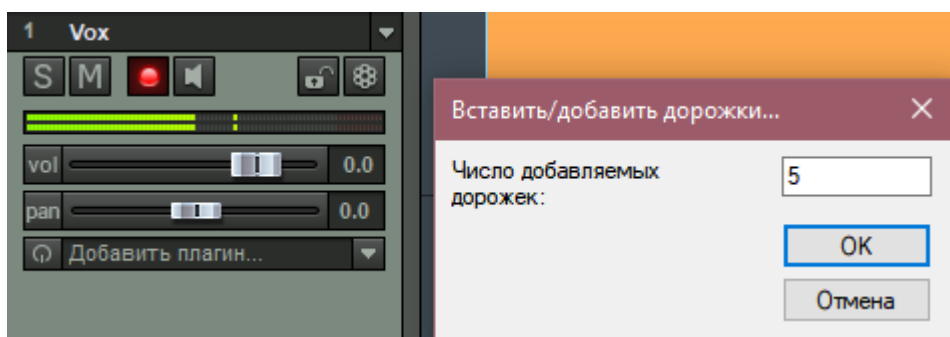 1 Vox
S M
vol 0.0
pan 0.0
Добавить плагин...
Вставить/добавить дорожки...
Число добавляемых
дорожек:
5
OK
Отмена